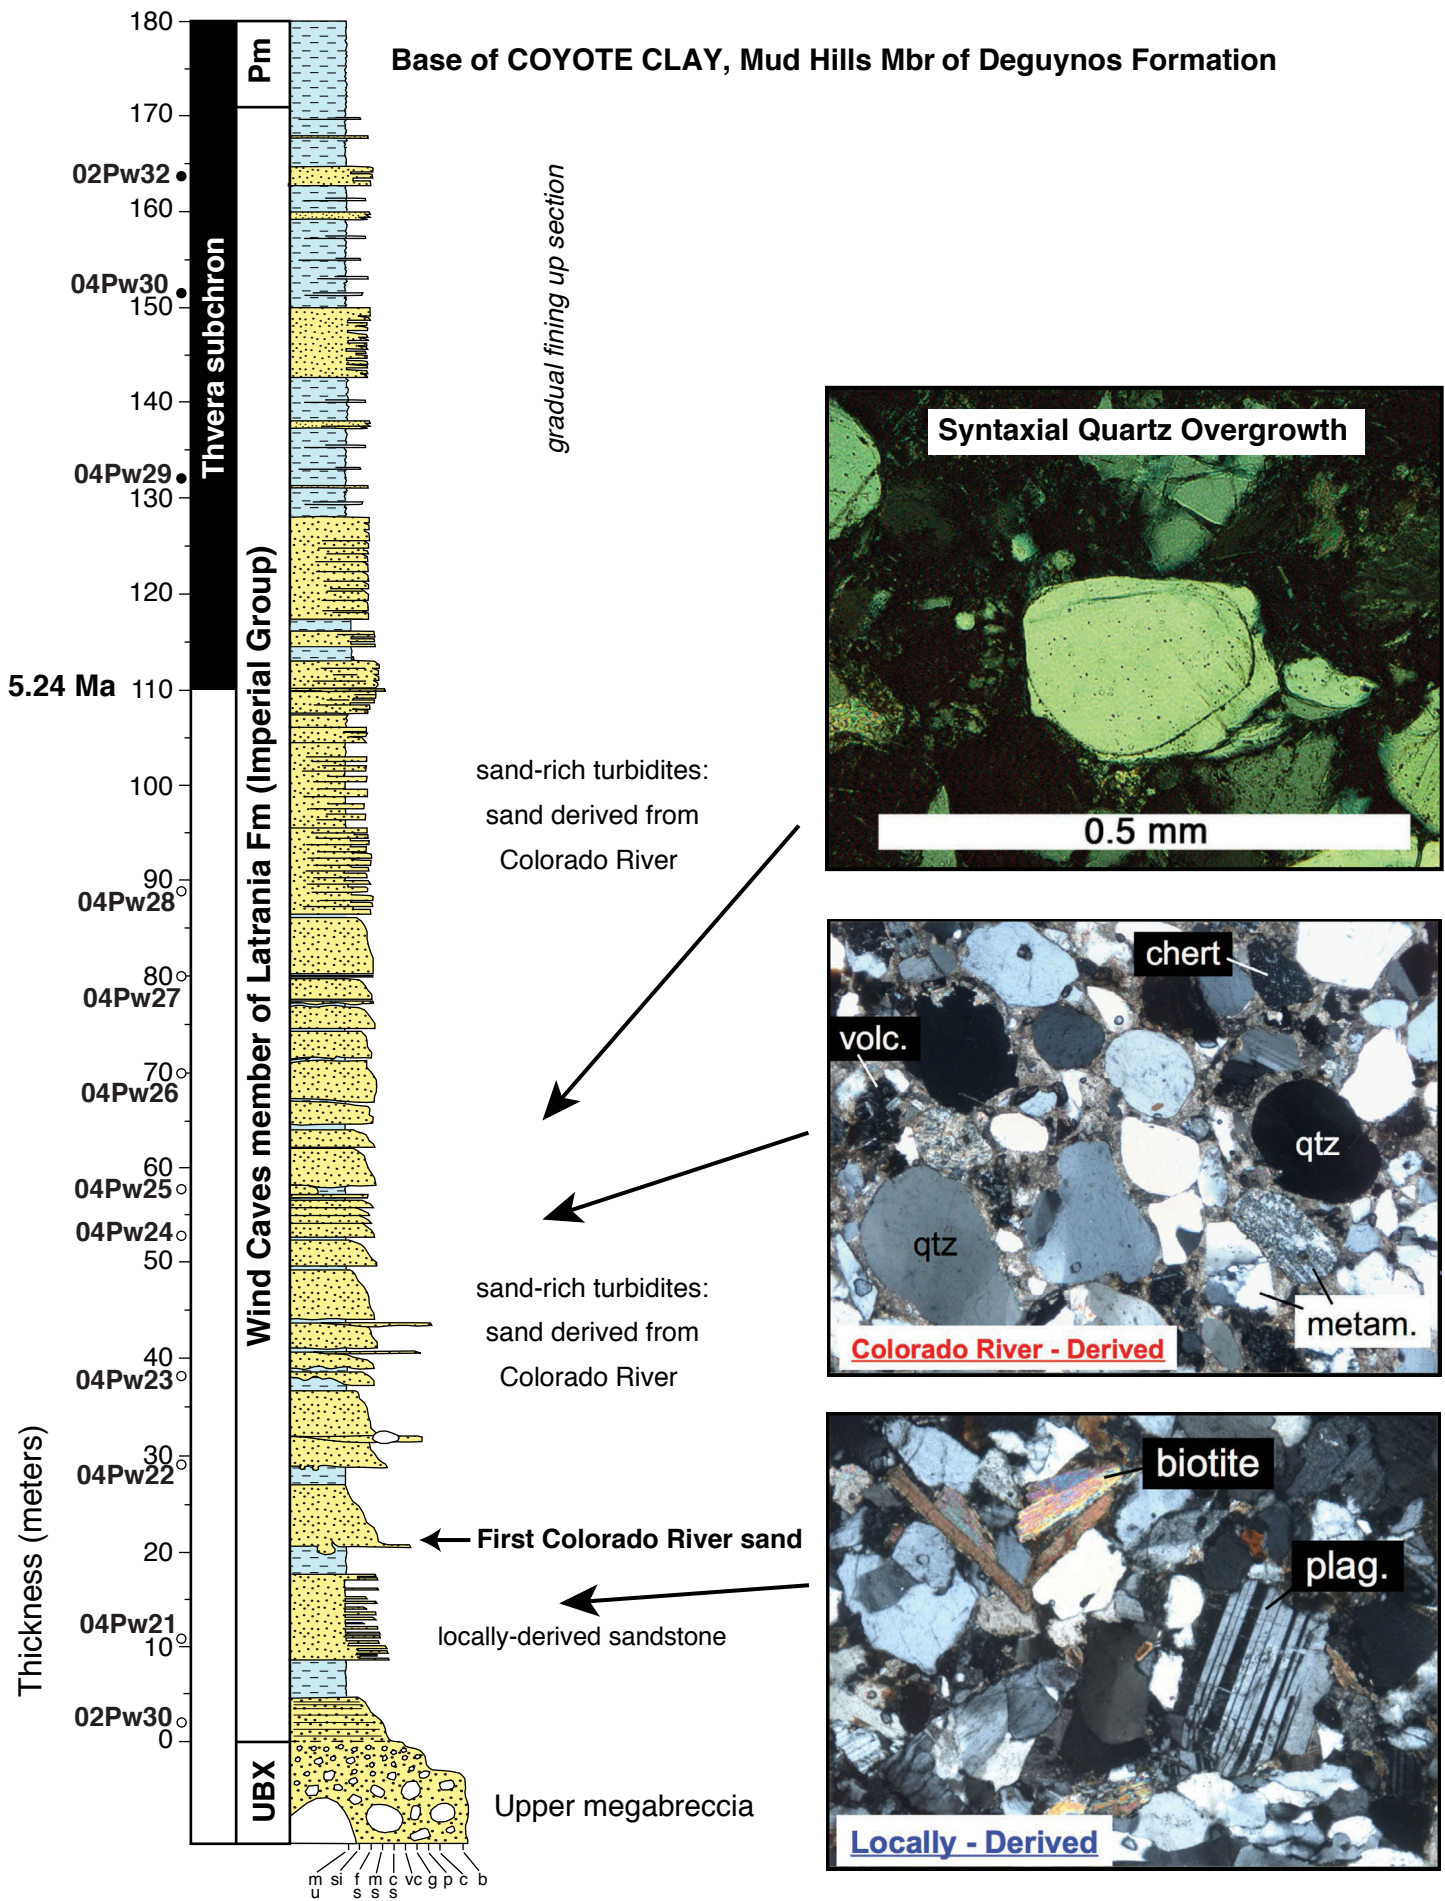 180
Pm
Base of COYOTE CLAY, Mud Hills Mbr of Deguynos Formation
170
02Pw32
160
04Pw30
150
140
04Pw29
130
120
5.24 Ma
110
100
90
04Pw28
80
04Pw27
70
04Pw26
60
04Pw25
04Pw24
50
40
04Pw23
30
04Pw22
20
04Pw21
10
02Pw30
0
Thickness (meters)
Thvera subchron
Wind Caves member of Latrania Fm (Imperial Group)
UBX
gradual fining up section
sand-rich turbidites:
sand derived from
Colorado River
sand-rich turbidites:
sand derived from
Colorado River
First Colorado River sand
locally-derived sandstone
Upper megabreccia
m si f m c vc g p c b
u s s s
Syntaxial Quartz Overgrowth
0.5 mm
chert
volc.
qtz
qtz
metam.
Colorado River - Derived
biotite
plag.
Locally - Derived